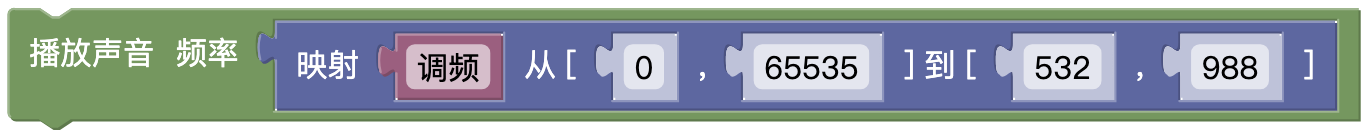 播放声音 频率 映射 调频 从[ 0 , 65535 ]到[ 532 , 988 ]